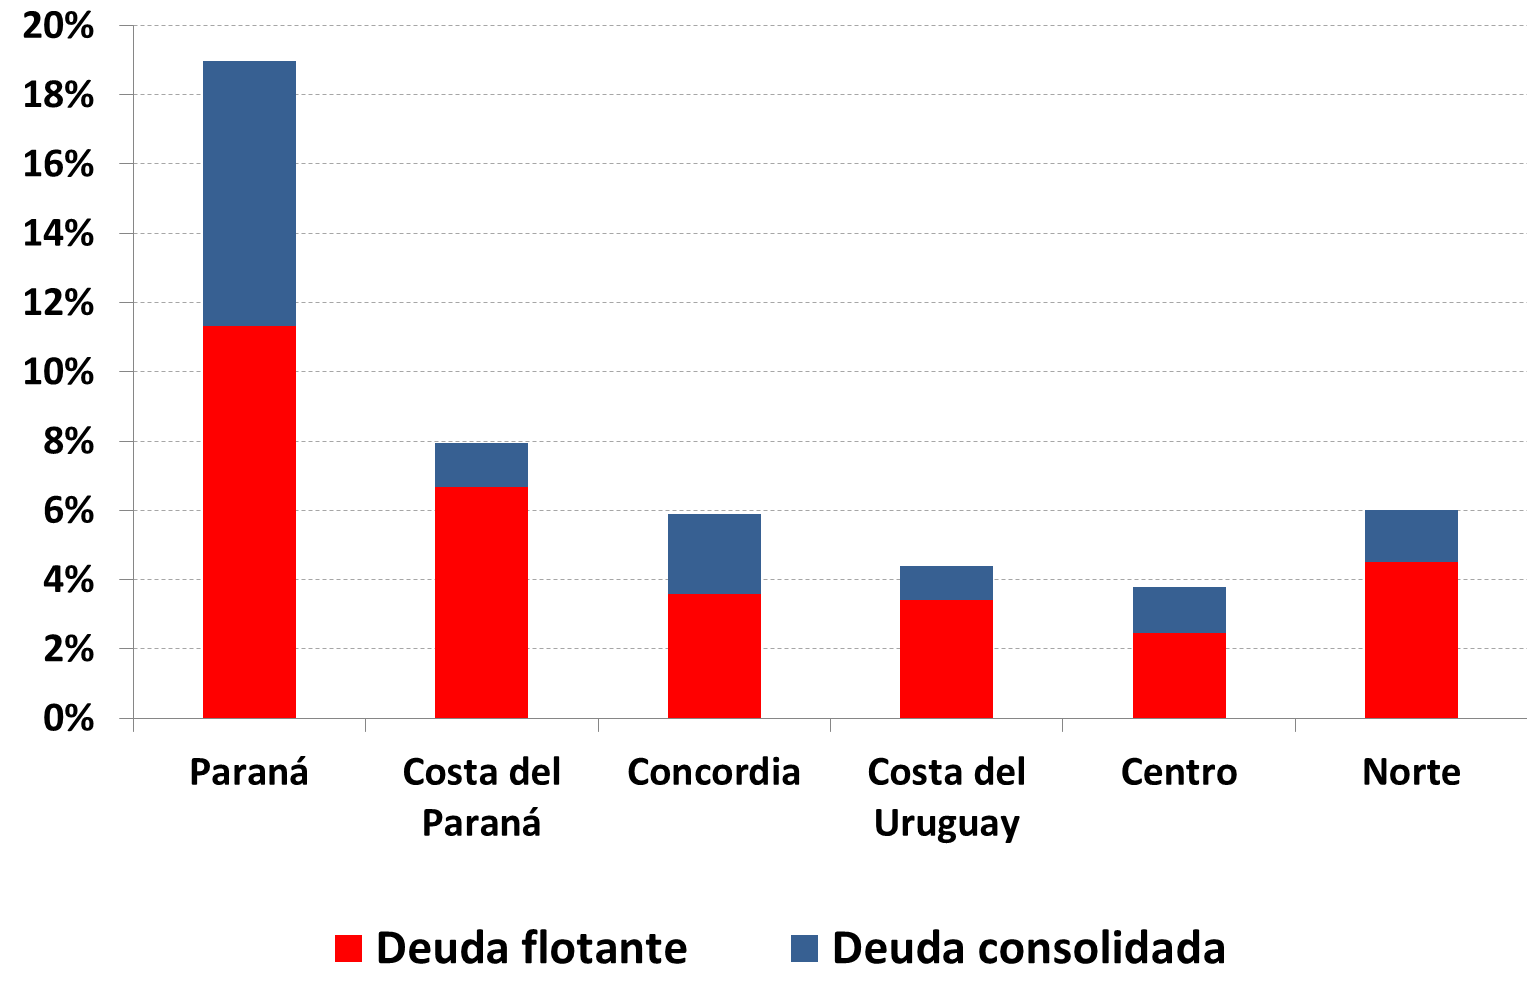 20%
18%
16%
14%
12%
10%
8%
6%
4%
2%
0%
Paraná
Costa del
Paraná
Concordia
Costa del
Uruguay
Centro
Norte
Deuda flotante
Deuda consolidada